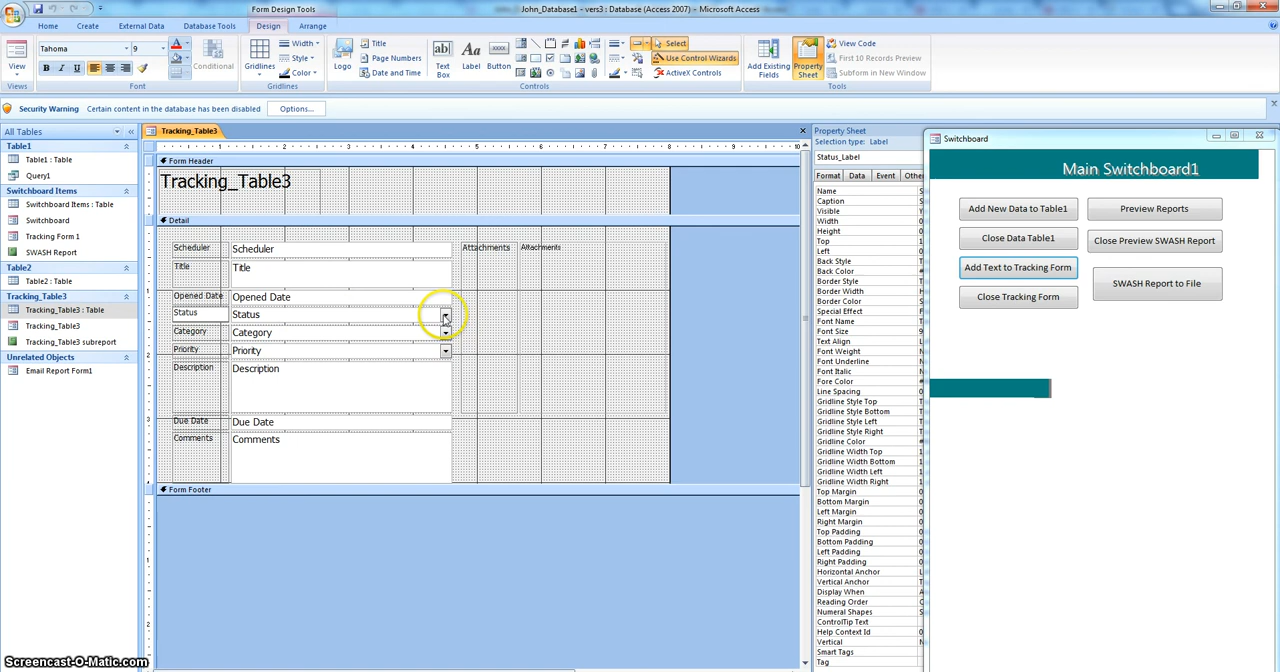 Form Design Tools
John_Database1 - vers3 : Database (Access 2007) - Microsoft Access
Home Create External Data Database Tools Design Arrange
View
Views
Tahoma 9
B I U
Conditional
Font
Gridlines
Width
Style
Color
Gridlines
Logo
Title
Page Numbers
Date and Time
ab|
Text Box
Aa
Label
xxxx
Button
Select
Use Control Wizards
ActiveX Controls
Controls
Add Existing Fields
Property Sheet
View Code
First 10 Records Preview
Subform in New Window
Tools
Security Warning Certain content in the database has been disabled Options...
All Tables
Table1
Table1 : Table
Query1
Switchboard Items
Switchboard Items : Table
Switchboard
Tracking Form 1
SWASH Report
Table2
Table2 : Table
Tracking_Table3
Tracking_Table3 : Table
Tracking_Table3
Tracking_Table3 subreport
Unrelated Objects
Email Report Form1
Tracking_Table3
Form Header
Tracking_Table3
Detail
Scheduler Scheduler Attachments Attachments
Title Title
Opened Date Opened Date
Status Status
Category Category
Priority Priority
Description Description
Due Date Due Date
Comments Comments
Form Footer
Property Sheet
Selection type: Label
Status_Label
Format Data Event
Name
Caption
Visible
Width
Height
Top
Left
Back Style
Back Color
Border Style
Border Width
Border Color
Special Effect
Font Name
Font Size
Text Align
Font Weight
Font Underline
Font Italic
Fore Color
Line Spacing
Gridline Style Top
Gridline Style Bottom
Gridline Style Left
Gridline Style Right
Gridline Color
Gridline Width Top
Gridline Width Bottom
Gridline Width Left
Gridline Width Right
Top Margin
Bottom Margin
Left Margin
Right Margin
Top Padding
Bottom Padding
Left Padding
Right Padding
Horizontal Anchor
Vertical Anchor
Display When
Reading Order
Numeral Shapes
ControlTip Text
Help Context Id
Vertical
Smart Tags
Tag
Switchboard
Main Switchboard1
Add New Data to Table1 Preview Reports
Close Data Table1 Close Preview SWASH Report
Add Text to Tracking Form SWASH Report to File
Close Tracking Form
Screencast-O-Matic.com